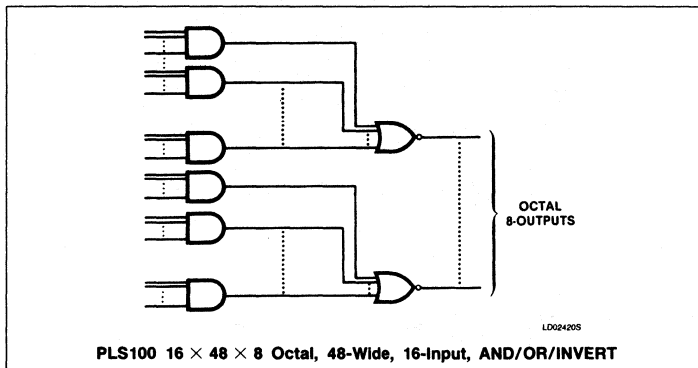 OCTAL
8-OUTPUTS
LD02420S
PLS100 16 × 48 × 8 Octal, 48-Wide, 16-Input, AND/OR/INVERT